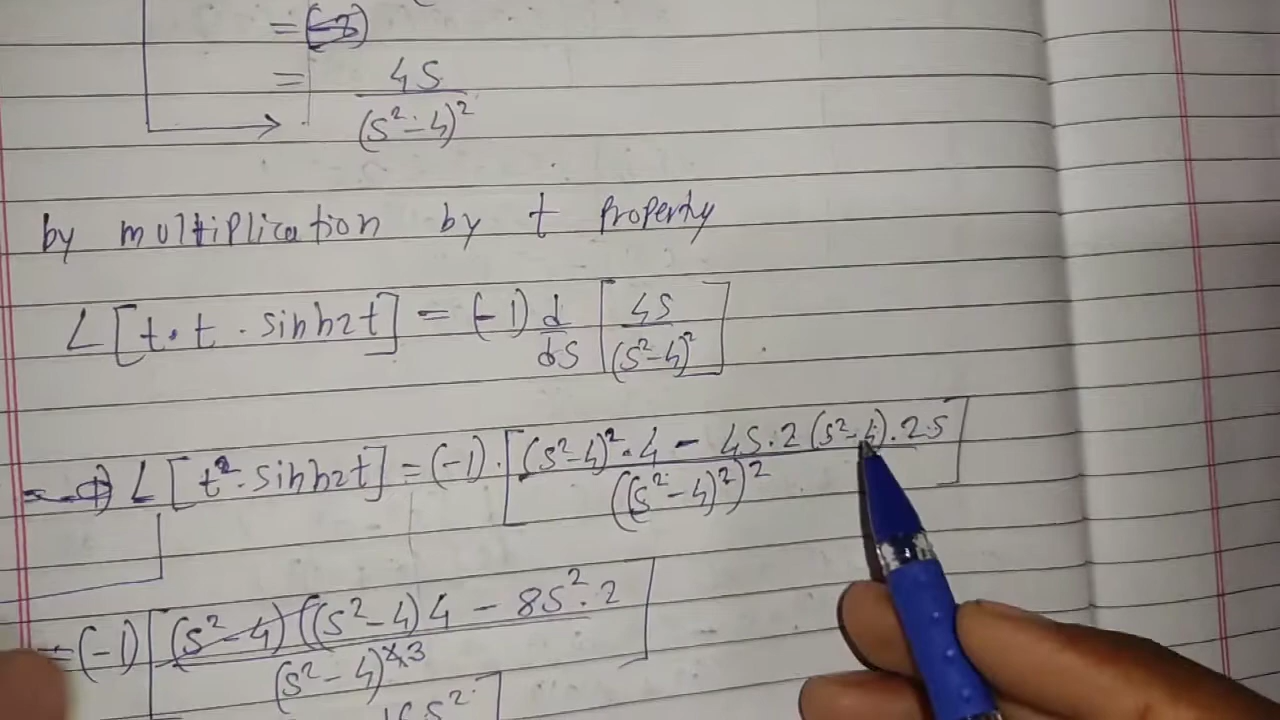 =
= 4s/(s²-4)²
by multiplication by t property
L[t.t.sinh2t] = (-1) d/ds [4s/(s²-4)²]
L[t².sinh2t] = (-1).[((s²-4)².4 - 4s.2(s²-4).2s)/((s²-4)²)²]
= (-1)[(s²-4)((s²-4)4 - 8s².2)/(s²-4)⁴·³]
16s²]